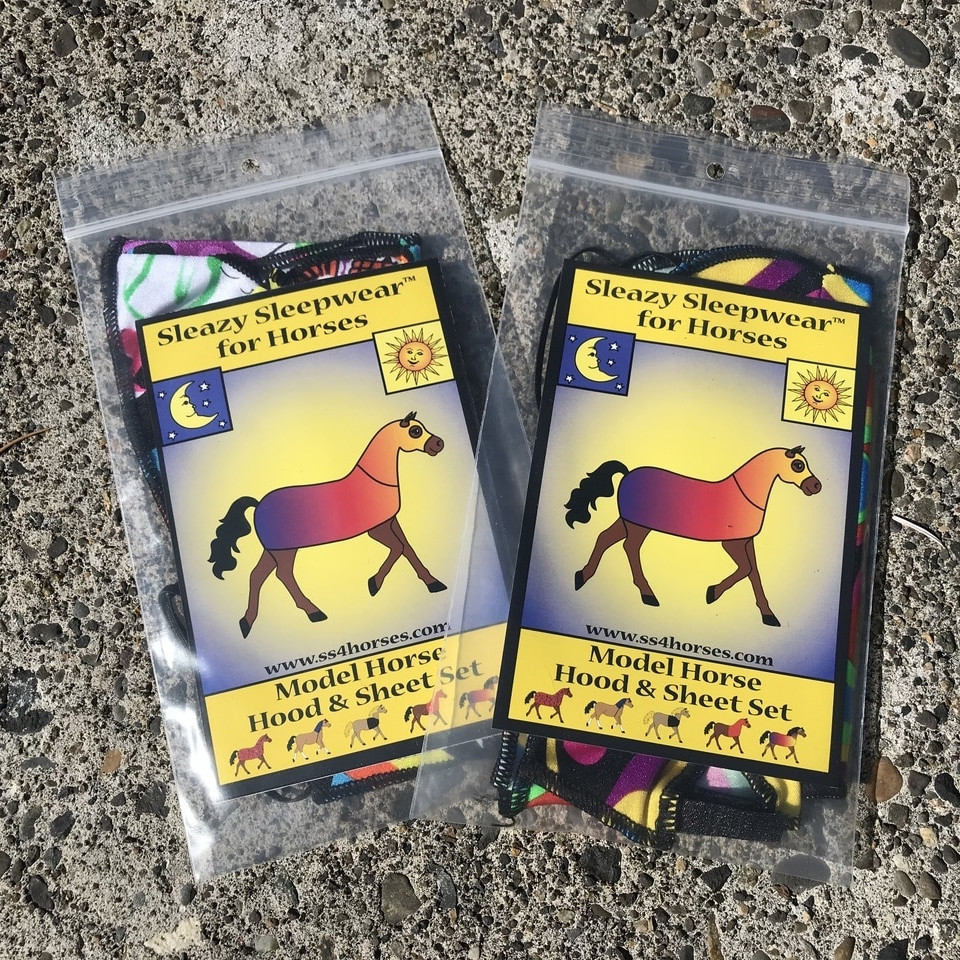 Sleazy Sleepwear™
for Horses
www.ss4horses.com
Model Horse
Hood & Sheet Set
Sleazy Sleepwear™
for Horses
www.ss4horses.com
Model Horse
Hood & Sheet Set